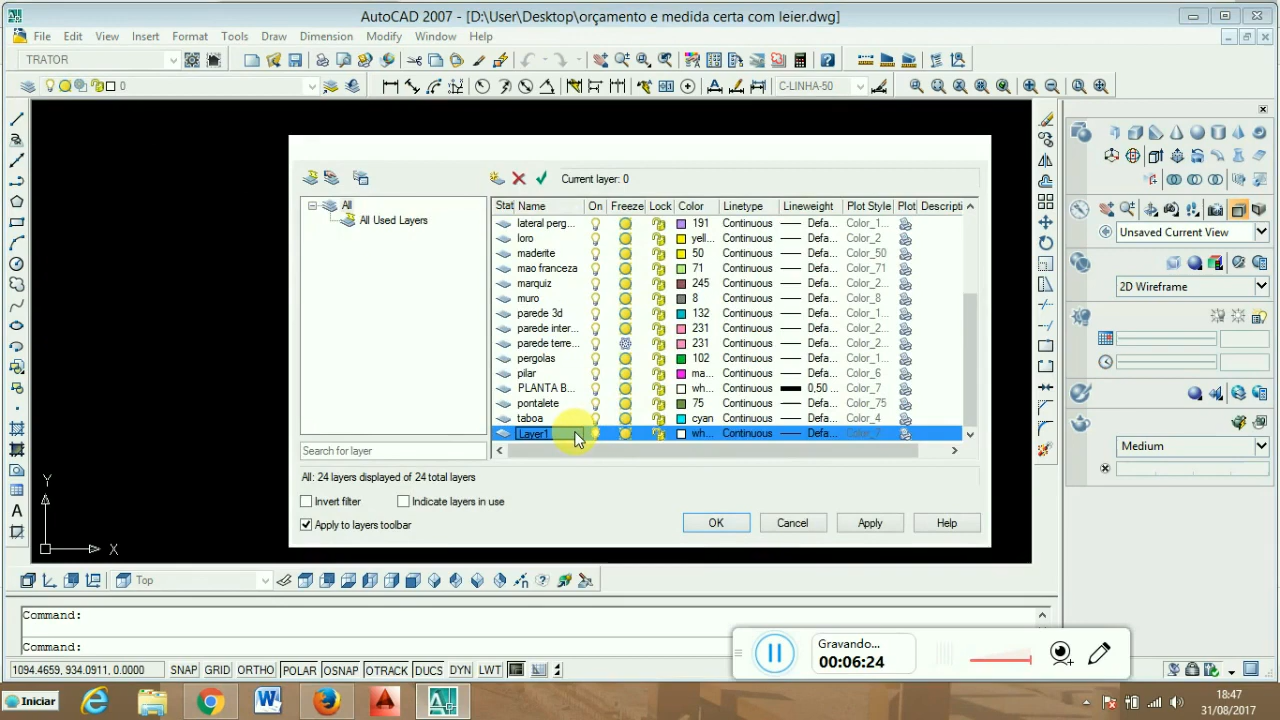 AutoCAD 2007 - [D:\User\Desktop\orçamento e medida certa com leier.dwg]
File Edit View Insert Format Tools Draw Dimension Modify Window Help
TRATOR
0
C-LINHA-50
Current layer: 0
All
All Used Layers
Stat Name On Freeze Lock Color Linetype Lineweight Plot Style Plot Descripti
lateral perg... 191 Continuous Defa... Color_1...
loro yell... Continuous Defa... Color_2
maderite 50 Continuous Defa... Color_50
mao franceza 71 Continuous Defa... Color_71
marquiz 245 Continuous Defa... Color_2...
muro 8 Continuous Defa... Color_8
parede 3d 132 Continuous Defa... Color_1...
parede inter... 231 Continuous Defa... Color_2...
parede terre... 231 Continuous Defa... Color_2...
pergolas 102 Continuous Defa... Color_1...
pilar ma... Continuous Defa... Color_6
PLANTA B... wh... Continuous 0,50 ... Color_7
pontalete 75 Continuous Defa... Color_75
taboa cyan Continuous Defa... Color_4
Layer1 wh... Continuous Defa... Color_7
Search for layer
All: 24 layers displayed of 24 total layers
Invert filter Indicate layers in use
Apply to layers toolbar
OK Cancel Apply Help
Unsaved Current View
2D Wireframe
Medium
Y
X
A
Top
Command:
Command:
1094.4659, 934.0911, 0.0000 SNAP GRID ORTHO POLAR OSNAP OTRACK DUCS DYN LWT
Gravando...
00:06:24
Iniciar
18:47
31/08/2017